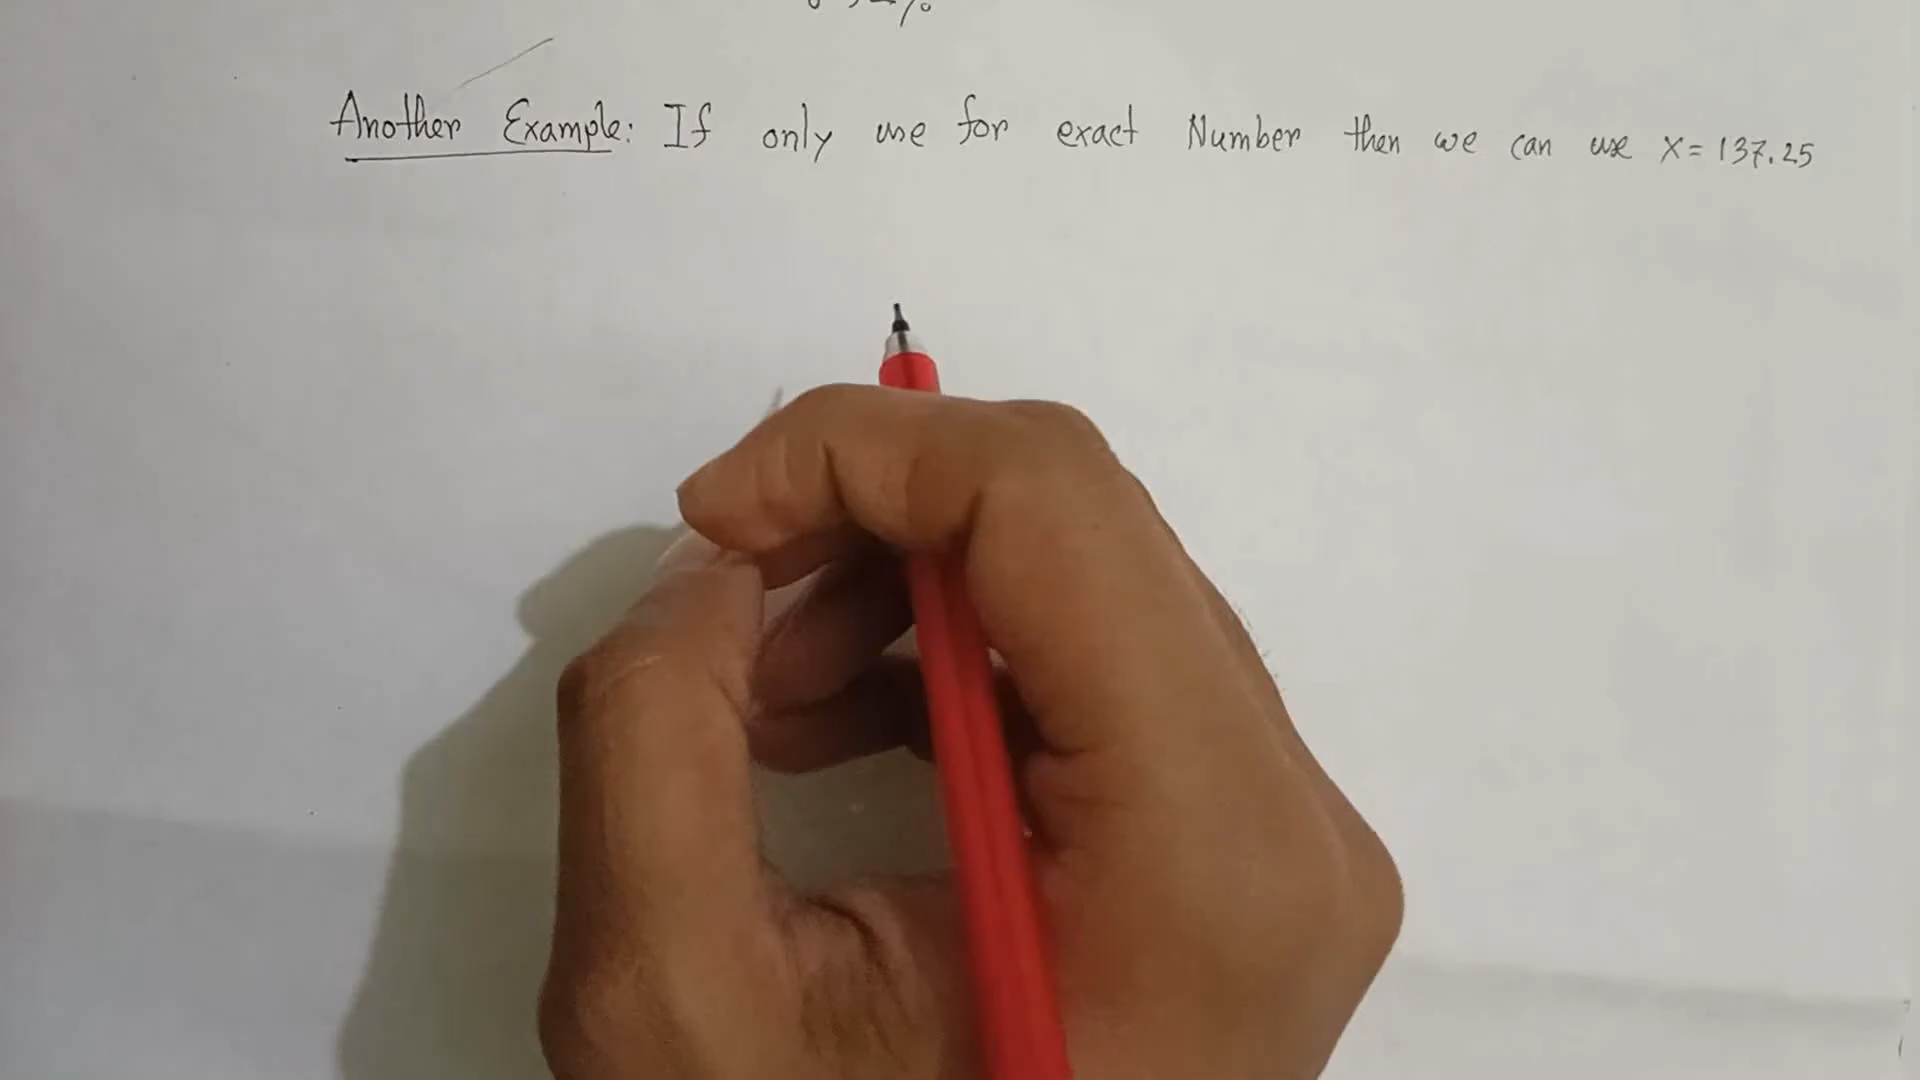 Another Example: If only use for exact Number then we can use x = 137.25